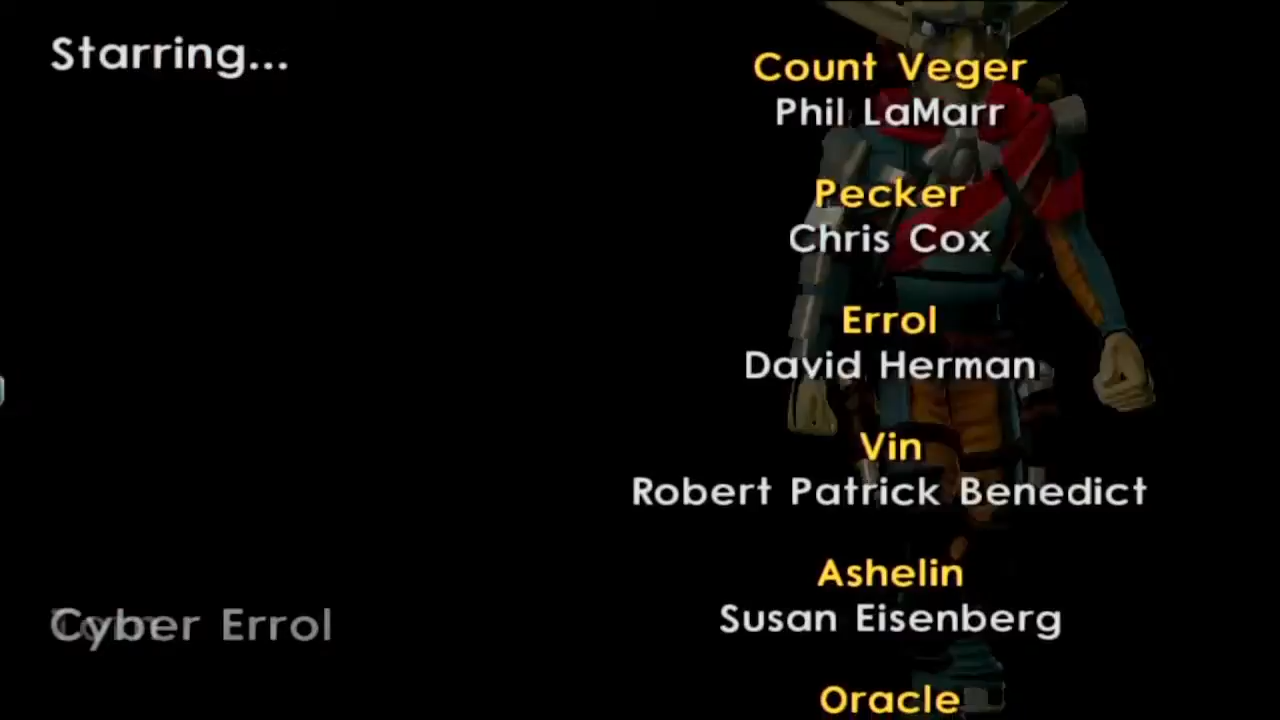 Starring...
Count Veger
Phil LaMarr
Pecker
Chris Cox
Errol
David Herman
Vin
Robert Patrick Benedict
Ashelin
Susan Eisenberg
Cyber Errol
Oracle